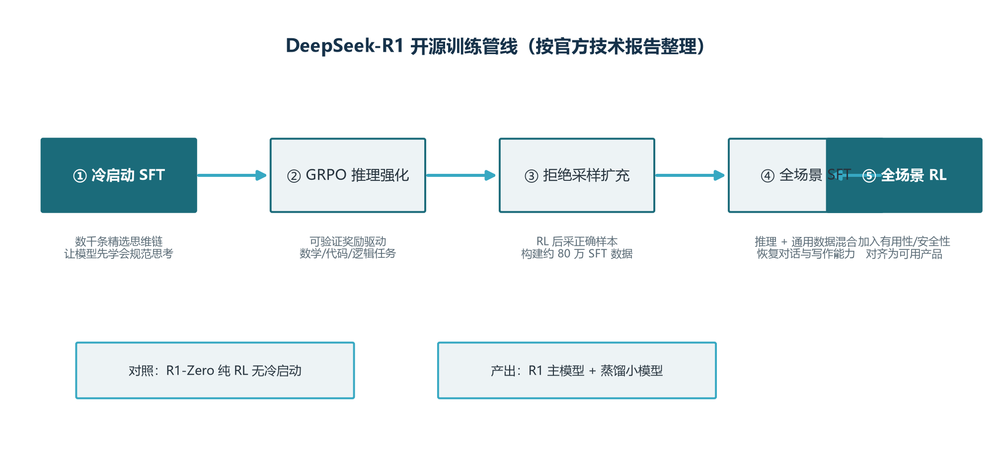 DeepSeek-R1 开源训练管线（按官方技术报告整理）
① 冷启动 SFT
② GRPO 推理强化
③ 拒绝采样扩充
④ 全场景 SFT
⑤ 全场景 RL
数千条精选思维链
让模型先学会规范思考
可验证奖励驱动
数学/代码/逻辑任务
RL 后采正确样本
构建约 80 万 SFT 数据
推理 + 通用数据混合
恢复对话与写作能力
加入有用性/安全性
对齐为可用产品
对照：R1-Zero 纯 RL 无冷启动
产出：R1 主模型 + 蒸馏小模型